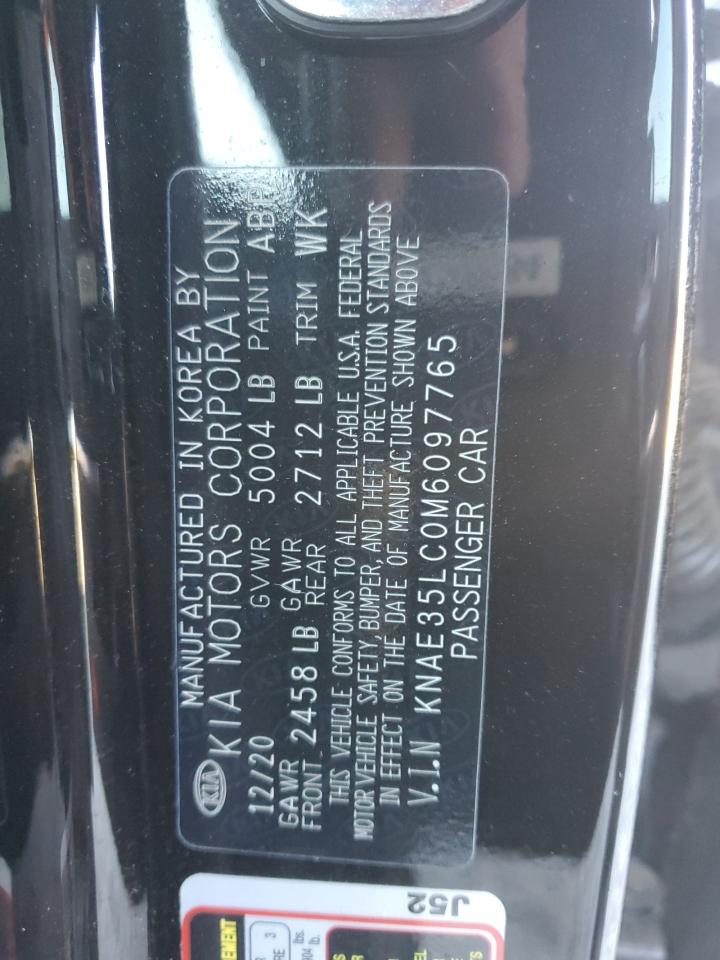 KIA
MANUFACTURED IN KOREA BY
KIA MOTORS CORPORATION
12/20 GVWR 5004 LB PAINT ABP
GAWR FRONT 2458 LB GAWR REAR 2712 LB TRIM WK
THIS VEHICLE CONFORMS TO ALL APPLICABLE U.S.A. FEDERAL
MOTOR VEHICLE SAFETY, BUMPER, AND THEFT PREVENTION STANDARDS
IN EFFECT ON THE DATE OF MANUFACTURE SHOWN ABOVE
V.I.N KNAE35LC0M6097765
PASSENGER CAR
J52